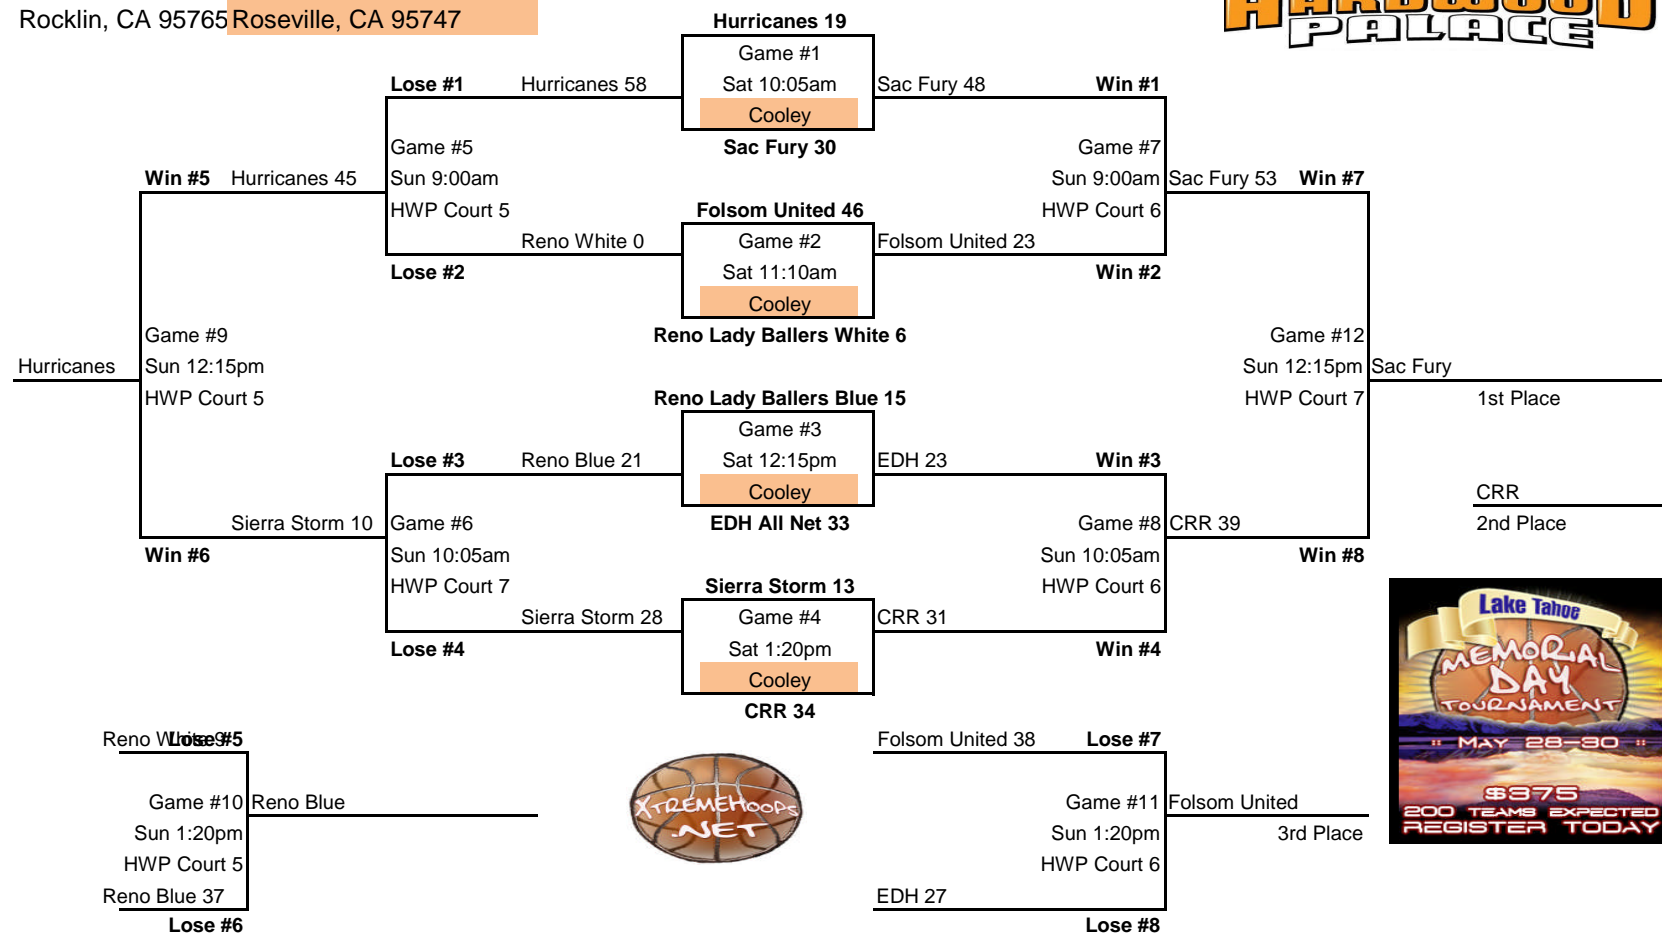 Rocklin, CA 95765 Roseville, CA 95747
HARDWOOD
PALACE
Hurricanes 19
Game #1
Lose #1 Hurricanes 58 Sat 10:05am Sac Fury 48 Win #1
Cooley
Game #5 Sac Fury 30 Game #7
Win #5 Hurricanes 45 Sun 9:00am Sun 9:00am Sac Fury 53 Win #7
HWP Court 5 Folsom United 46 HWP Court 6
Reno White 0 Game #2 Folsom United 23
Lose #2 Sat 11:10am Win #2
Cooley
Game #9 Reno Lady Ballers White 6 Game #12
Hurricanes Sun 12:15pm Sun 12:15pm Sac Fury
HWP Court 5 Reno Lady Ballers Blue 15 HWP Court 7 1st Place
Game #3
Lose #3 Reno Blue 21 Sat 12:15pm EDH 23 Win #3
Cooley CRR
Sierra Storm 10 Game #6 EDH All Net 33 Game #8 CRR 39 2nd Place
Win #6 Sun 10:05am Sun 10:05am Win #8
HWP Court 7 Sierra Storm 13 HWP Court 6
Sierra Storm 28 Game #4 CRR 31
Lose #4 Sat 1:20pm Win #4
Cooley
CRR 34
Lake Tahoe
MEMORIAL
DAY
TOURNAMENT
MAY 28-30
$375
200 TEAMS EXPECTED
REGISTER TODAY
Reno White 9 Lose #5 Folsom United 38 Lose #7
Game #10 Reno Blue XTREMEHOOPS Game #11 Folsom United
.NET
Sun 1:20pm Sun 1:20pm 3rd Place
HWP Court 5 HWP Court 6
Reno Blue 37 EDH 27
Lose #6 Lose #8